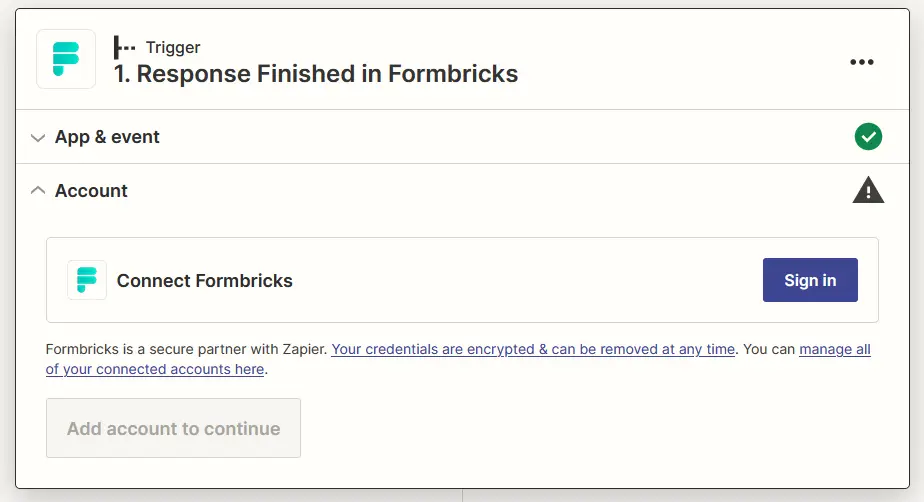 Trigger
1. Response Finished in Formbricks
App & event
Account
Connect Formbricks
Sign in
Formbricks is a secure partner with Zapier. Your credentials are encrypted & can be removed at any time. You can manage all
of your connected accounts here.
Add account to continue